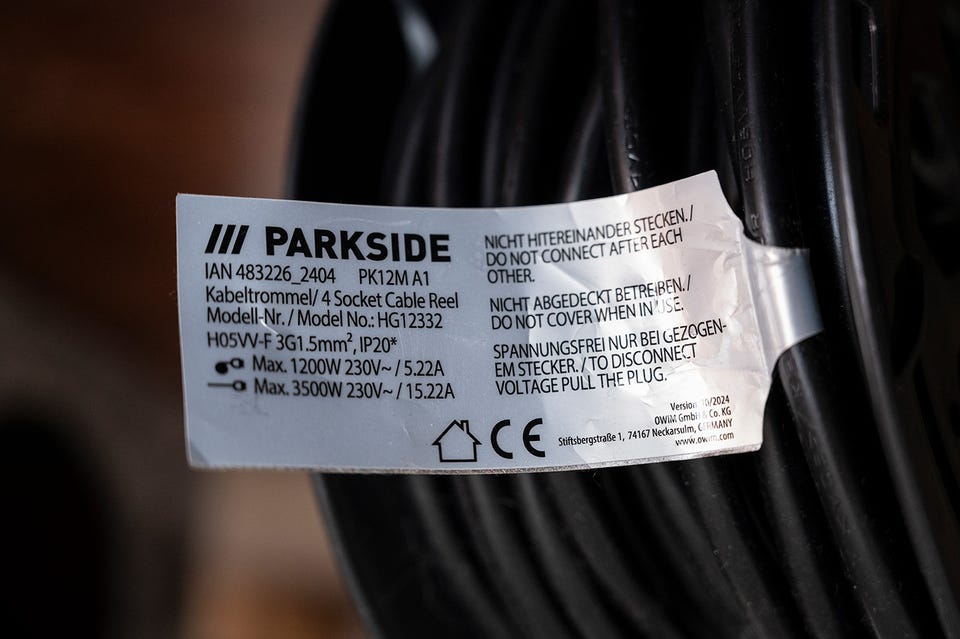 PARKSIDE
IAN 483226_2404 PK12M A1
Kabeltrommel/ 4 Socket Cable Reel
Modell-Nr. / Model No.: HG12332
H05VV-F 3G1.5mm², IP20*
Max. 1200W 230V~ / 5.22A
Max. 3500W 230V~ / 15.22A
NICHT HITEREINANDER STECKEN. /
DO NOT CONNECT AFTER EACH
OTHER.
NICHT ABGEDECKT BETREIBEN. /
DO NOT COVER WHEN IN USE.
SPANNUNGSFREI NUR BEI GEZOGEN-
EM STECKER. / TO DISCONNECT
VOLTAGE PULL THE PLUG.
CE
Version: 10/2024
OWIM GmbH & Co. KG
Stiftsbergstraße 1, 74167 Neckarsulm, GERMANY
www.owim.com